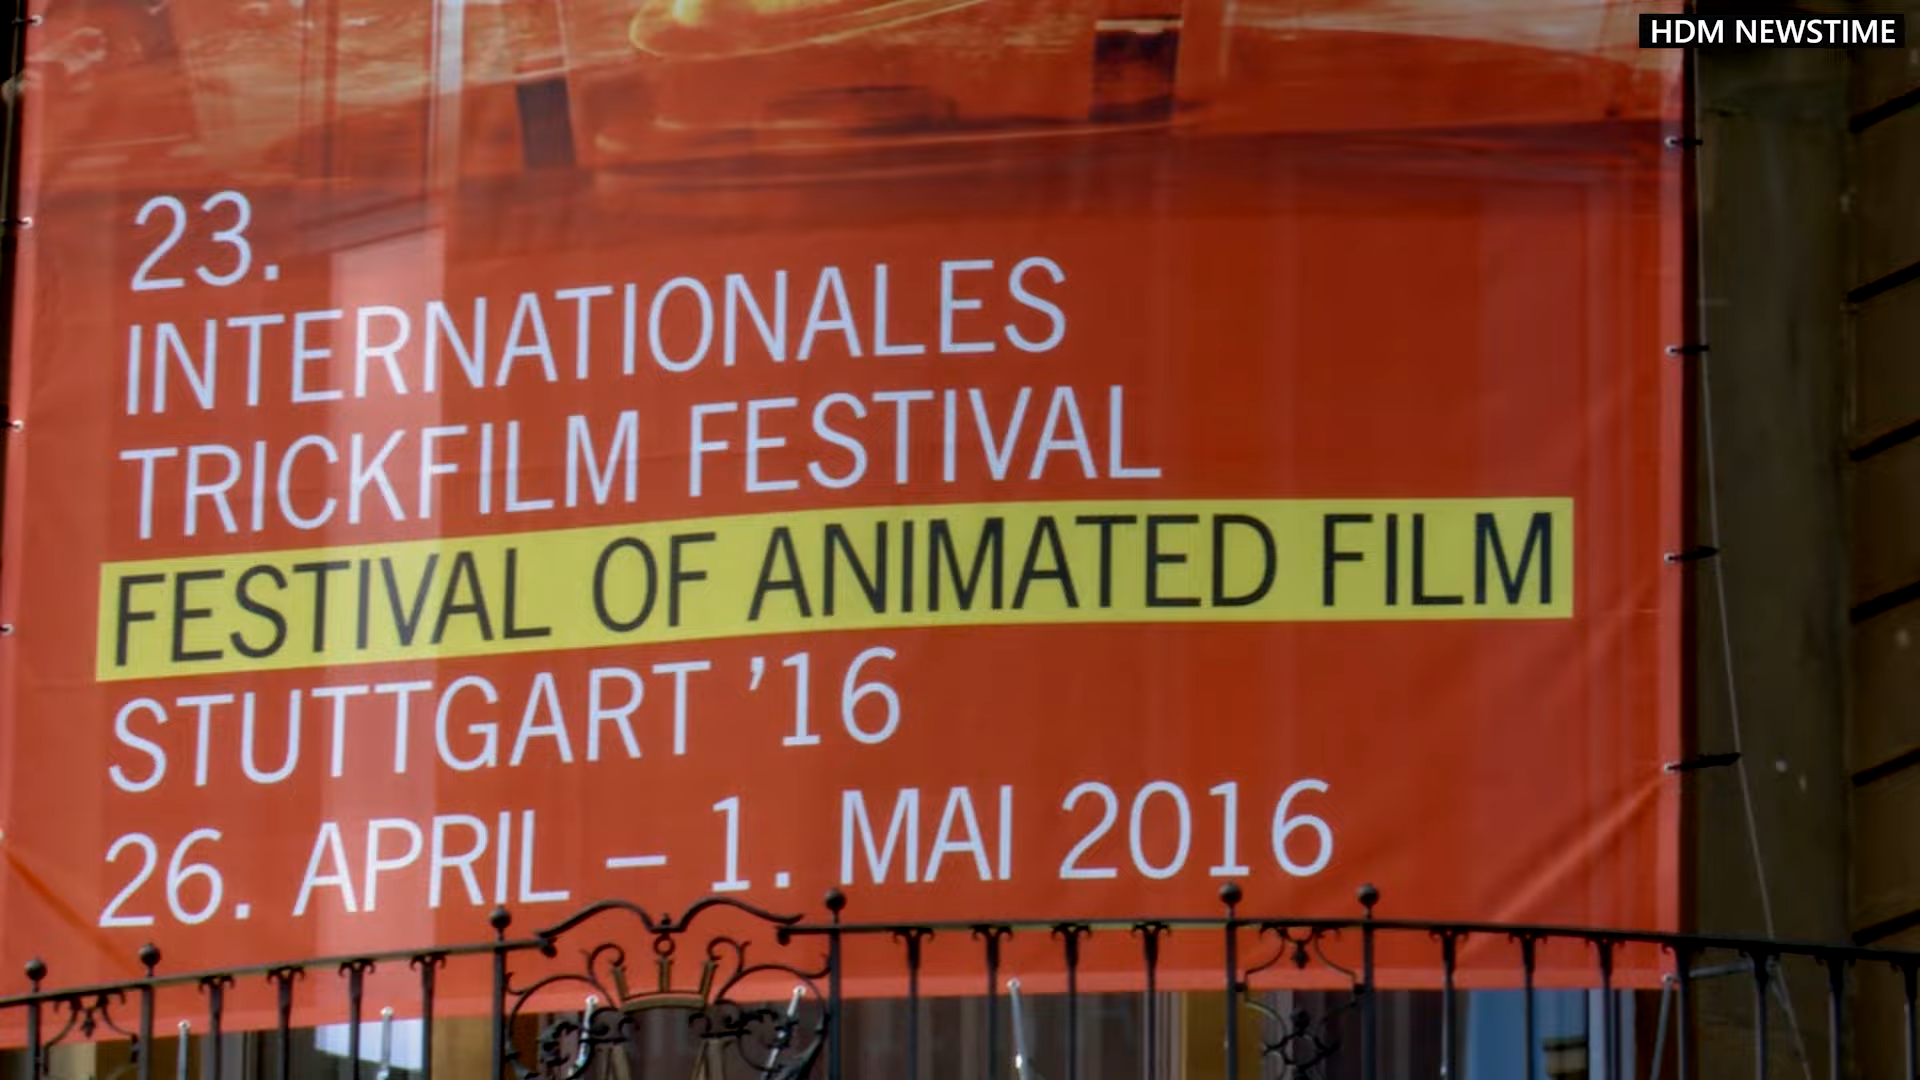 HDM NEWSTIME
23.
INTERNATIONALES
TRICKFILM FESTIVAL
FESTIVAL OF ANIMATED FILM
STUTTGART ’16
26. APRIL – 1. MAI 2016